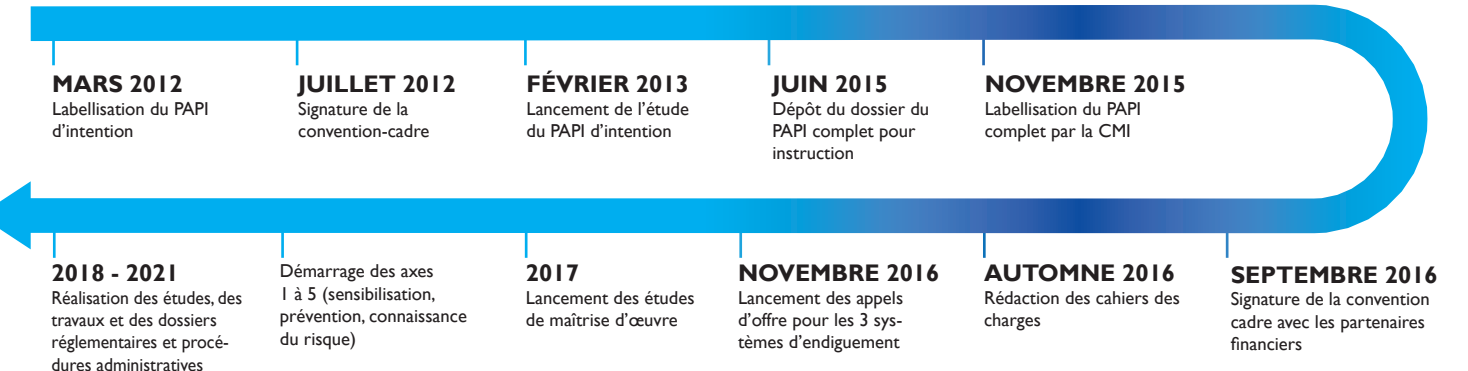 MARS 2012
Labellisation du PAPI
d'intention
JUILLET 2012
Signature de la
convention-cadre
FÉVRIER 2013
Lancement de l'étude
du PAPI d'intention
JUIN 2015
Dépôt du dossier du
PAPI complet pour
instruction
NOVEMBRE 2015
Labellisation du PAPI
complet par la CMI
SEPTEMBRE 2016
Signature de la convention
cadre avec les partenaires
financiers
AUTOMNE 2016
Rédaction des cahiers des
charges
NOVEMBRE 2016
Lancement des appels
d'offre pour les 3 sys-
tèmes d'endiguement
2017
Lancement des études
de maîtrise d'œuvre
Démarrage des axes
1 à 5 (sensibilisation,
prévention, connaissance
du risque)
2018 - 2021
Réalisation des études, des
travaux et des dossiers
réglementaires et procé-
dures administratives